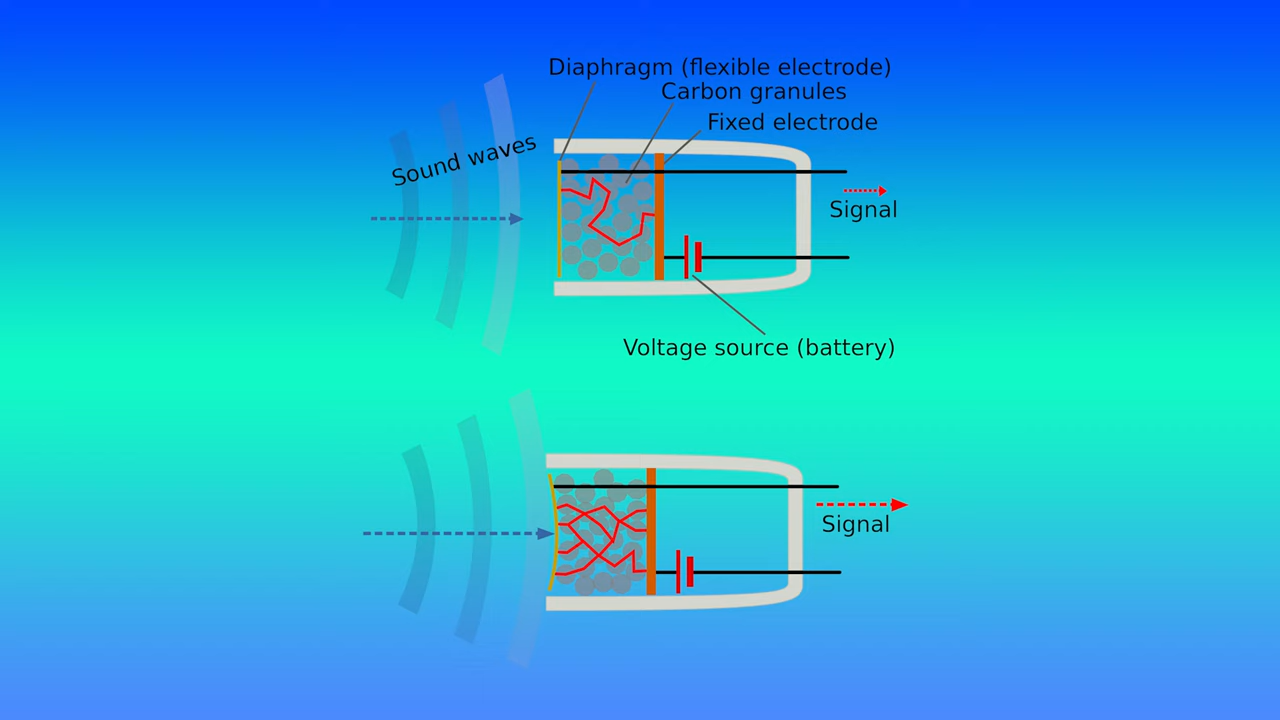 Diaphragm (flexible electrode)
Carbon granules
Fixed electrode
Sound waves
Signal
Voltage source (battery)
Signal